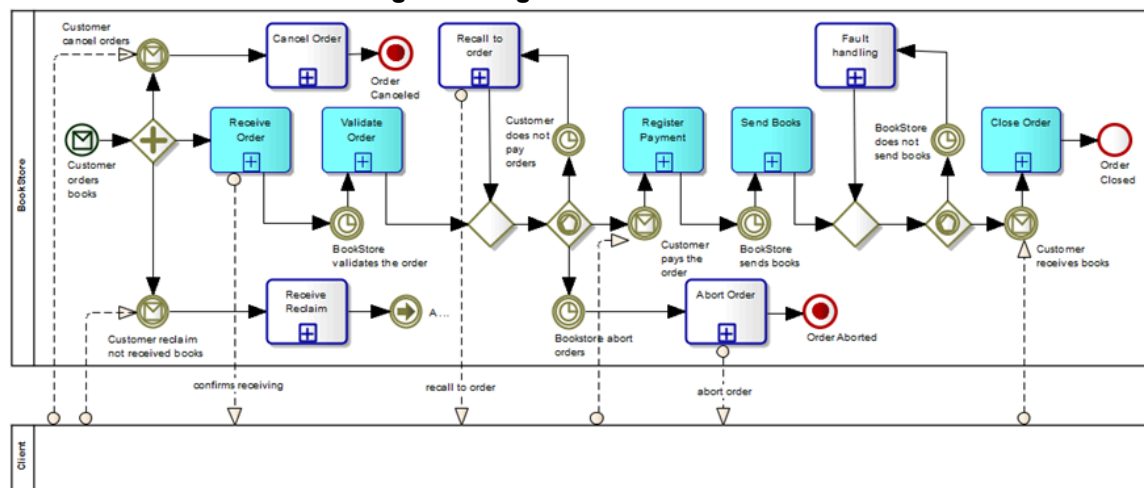 Customer
cancel orders
Cancel Order
Order
Canceled
Recall to
order
Fault
handling
BookStore
Customer
orders
books
Receive
Order
Validate
Order
Customer
does not
pay
orders
Register
Payment
Send Books
BookStore
does not
send books
Close Order
Order
Closed
BookStore
validates the order
Customer
pays the
order
BookStore
sends books
Customer
receives books
Receive
Reclaim
A...
Customer reclaim
not received books
Bookstore abort
orders
Abort Order
Order Aborted
confirms receiving
recall to order
abort order
Client